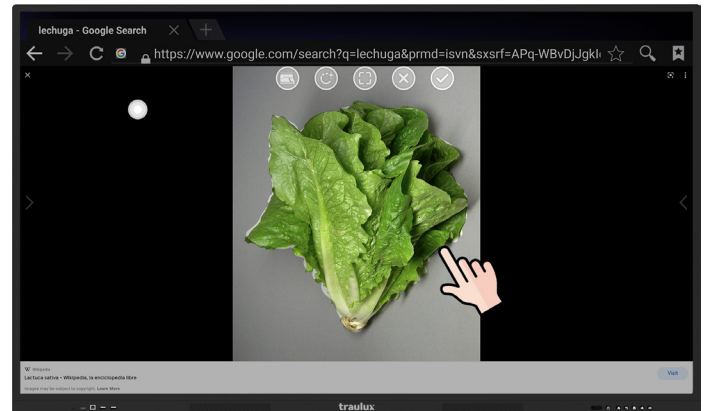 lechuga - Google Search
https://www.google.com/search?q=lechuga&prmd=isvn&sxsrf=APq-WBvDjJgkI
W Wikipedia
Lactuca sativa - Wikipedia, la enciclopedia libre
Images may be subject to copyright. Learn More
Visit
traulux